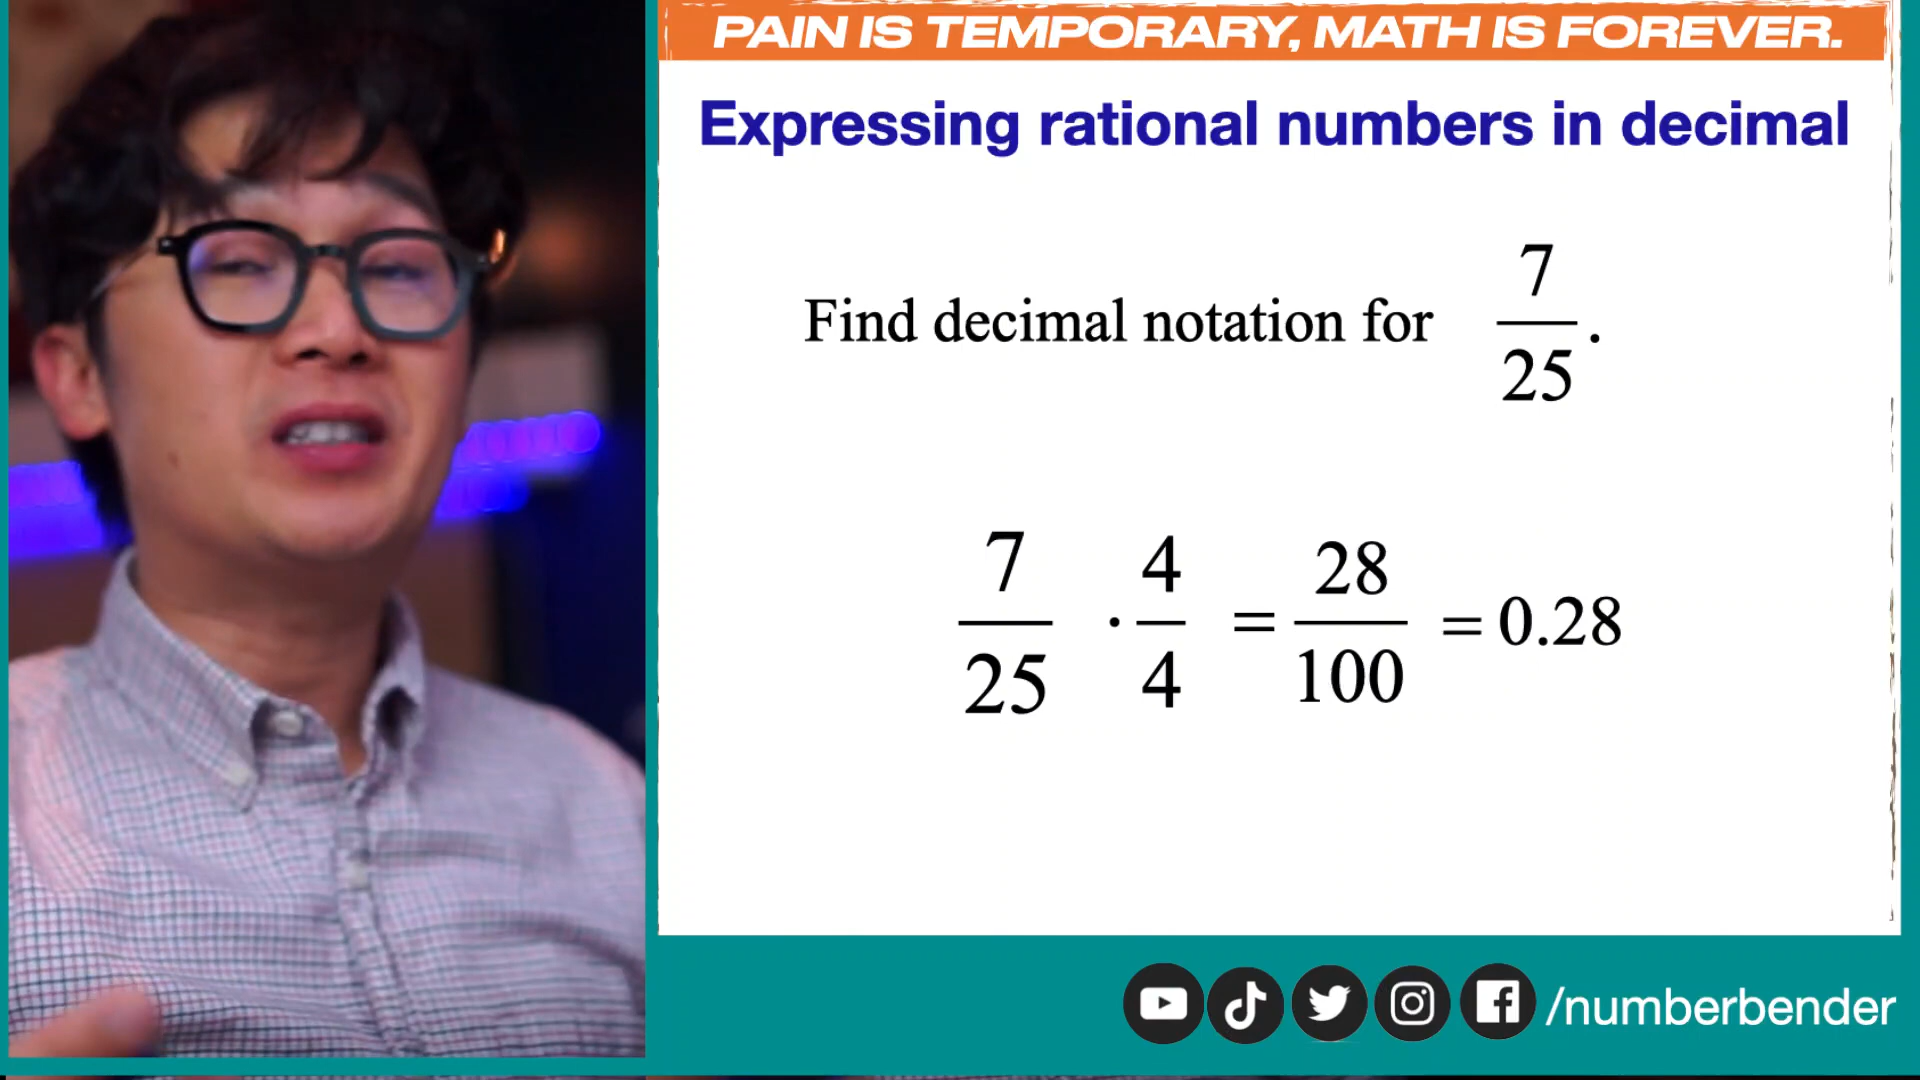 PAIN IS TEMPORARY, MATH IS FOREVER.
Expressing rational numbers in decimal
Find decimal notation for 7/25.
7/25 · 4/4 = 28/100 = 0.28
/numberbender